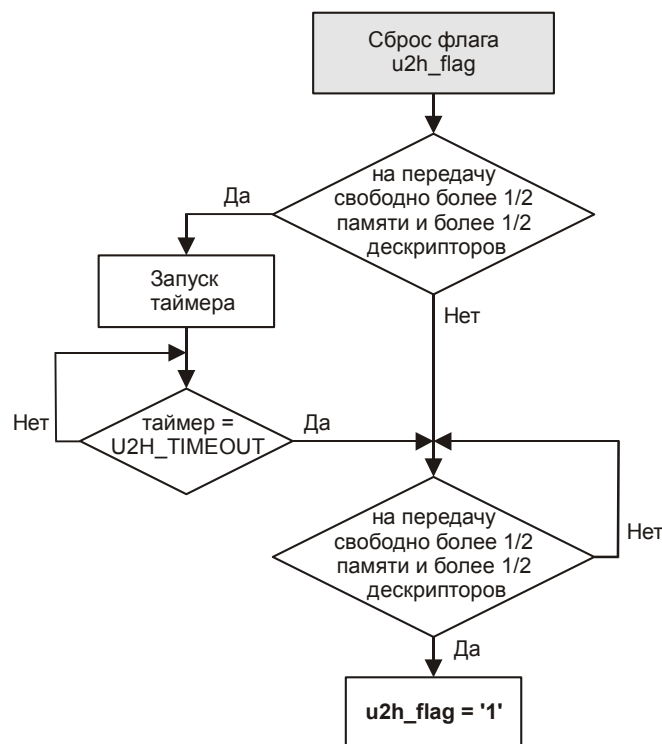 Сброс флага
u2h_flag
на передачу
свободно более 1/2
памяти и более 1/2
дескрипторов
Да
Запуск
таймера
Нет
Нет
таймер =
U2H_TIMEOUT
Да
на передачу
свободно более 1/2
памяти и более 1/2
дескрипторов
Нет
Да
u2h_flag = '1'